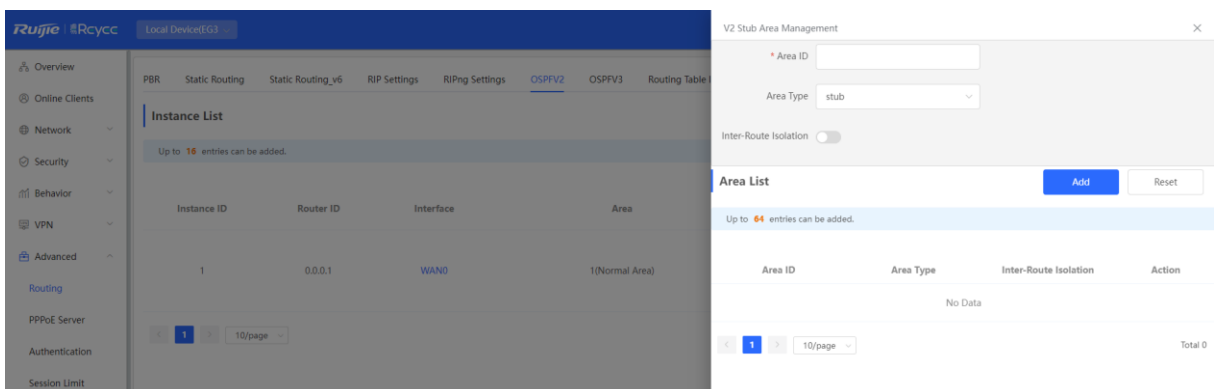 Ruijie | Rcycc
Local Device(EG3
Overview
Online Clients
Network
Security
Behavior
VPN
Advanced
Routing
PPPoE Server
Authentication
Session Limit
PBR Static Routing Static Routing_v6 RIP Settings RIPng Settings OSPFV2 OSPFV3 Routing Table
Instance List
Up to 16 entries can be added.
Instance ID Router ID Interface Area
1 0.0.0.1 WAN0 1(Normal Area)
1 10/page
V2 Stub Area Management
* Area ID
Area Type stub
Inter-Route Isolation
Area List Add Reset
Up to 64 entries can be added.
Area ID Area Type Inter-Route Isolation Action
No Data
1 10/page Total 0